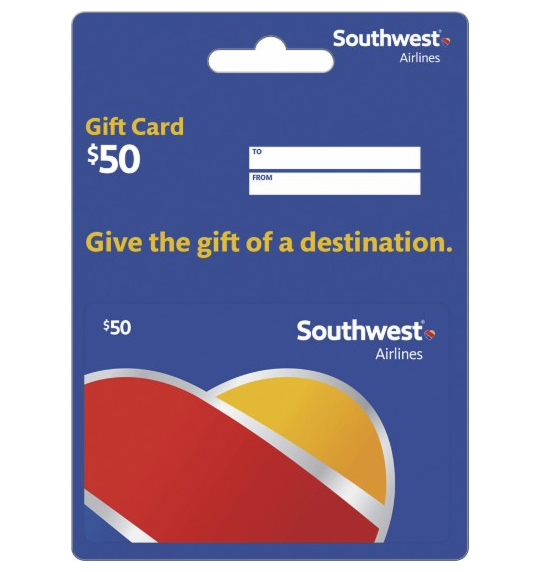 Southwest®
Airlines
Gift Card
$50
TO
FROM
Give the gift of a destination.
$50
Southwest®
Airlines